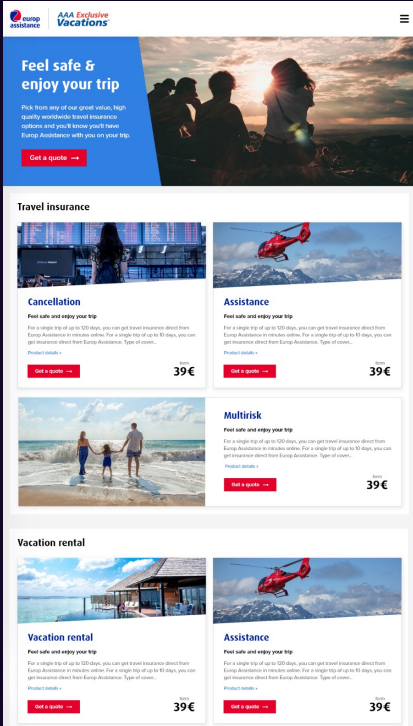 europ
assistance
AAA Exclusive
Vacations
Feel safe &
enjoy your trip
Pick from any of our great value, high
quality worldwide travel insurance
options and you'll know you'll have
Europ Assistance with you on your trip.
Get a quote →
Travel insurance
Cancellation
Feel safe and enjoy your trip
For a single trip of up to 120 days, you can get travel insurance direct from
Europ Assistance in minutes online. For a single trip of up to 10 days, you can
get insurance direct from Europ Assistance. Type of cover...
Product details »
Get a quote →
from
39€
Assistance
Feel safe and enjoy your trip
For a single trip of up to 120 days, you can get travel insurance direct from
Europ Assistance in minutes online. For a single trip of up to 10 days, you can
get insurance direct from Europ Assistance. Type of cover...
Product details »
Get a quote →
from
39€
Multirisk
Feel safe and enjoy your trip
For a single trip of up to 120 days, you can get travel insurance direct from
Europ Assistance in minutes online. For a single trip of up to 10 days, you can
get insurance direct from Europ Assistance. Type of cover...
Product details »
Get a quote →
from
39€
Vacation rental
Vacation rental
Feel safe and enjoy your trip
For a single trip of up to 120 days, you can get travel insurance direct from
Europ Assistance in minutes online. For a single trip of up to 10 days, you can
get insurance direct from Europ Assistance. Type of cover...
Product details »
Get a quote →
from
39€
Assistance
Feel safe and enjoy your trip
For a single trip of up to 120 days, you can get travel insurance direct from
Europ Assistance in minutes online. For a single trip of up to 10 days, you can
get insurance direct from Europ Assistance. Type of cover...
Product details »
Get a quote →
from
39€